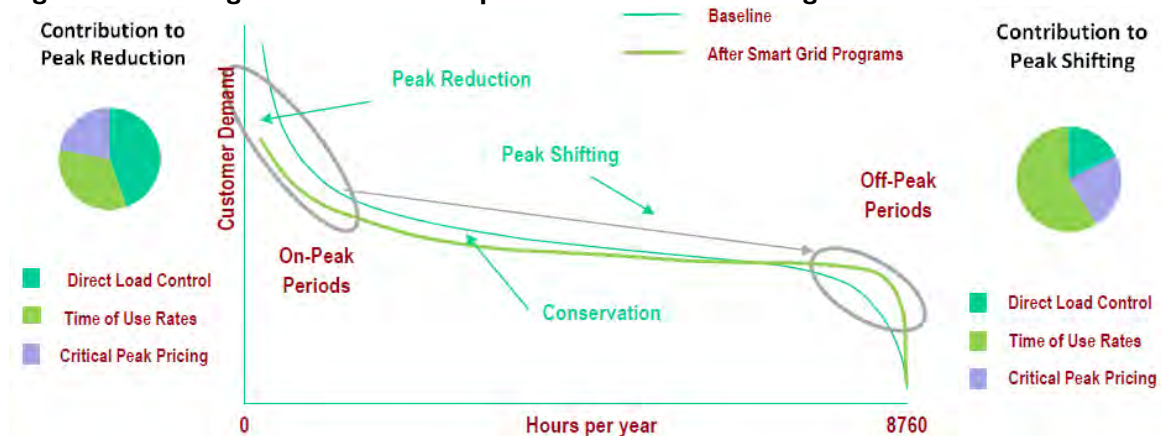 Contribution to
Peak Reduction
Baseline
After Smart Grid Programs
Contribution to
Peak Shifting
Customer Demand
Peak Reduction
Peak Shifting
Off-Peak
Periods
On-Peak
Periods
Conservation
Direct Load Control
Time of Use Rates
Critical Peak Pricing
Direct Load Control
Time of Use Rates
Critical Peak Pricing
0
Hours per year
8760